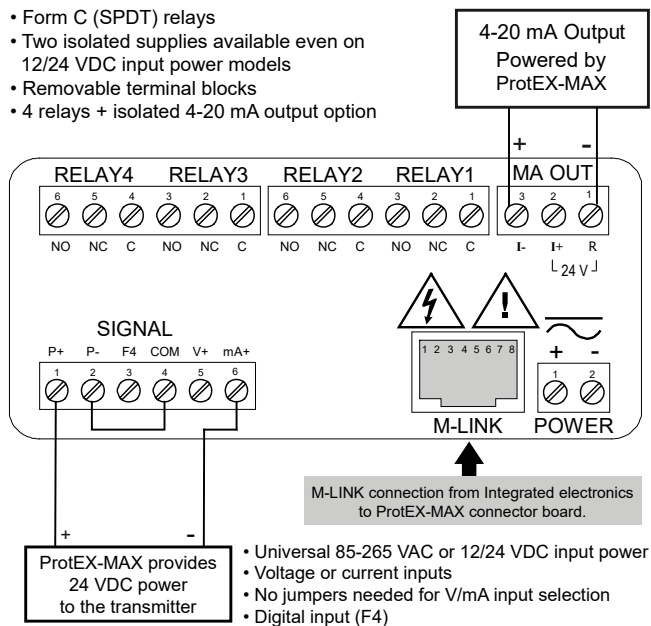 • Form C (SPDT) relays
• Two isolated supplies available even on
12/24 VDC input power models
• Removable terminal blocks
• 4 relays + isolated 4-20 mA output option
4-20 mA Output
Powered by
ProtEX-MAX
+ -
RELAY4 RELAY3 RELAY2 RELAY1 MA OUT
6 5 4 3 2 1 6 5 4 3 2 1 3 2 1
NO NC C NO NC C NO NC C NO NC C I- I+ R
24 V
SIGNAL
P+ P- F4 COM V+ mA+
1 2 3 4 5 6
1 2 3 4 5 6 7 8
M-LINK
+ -
1 2
POWER
M-LINK connection from Integrated electronics
to ProtEX-MAX connector board.
+ -
ProtEX-MAX provides
24 VDC power
to the transmitter
• Universal 85-265 VAC or 12/24 VDC input power
• Voltage or current inputs
• No jumpers needed for V/mA input selection
• Digital input (F4)